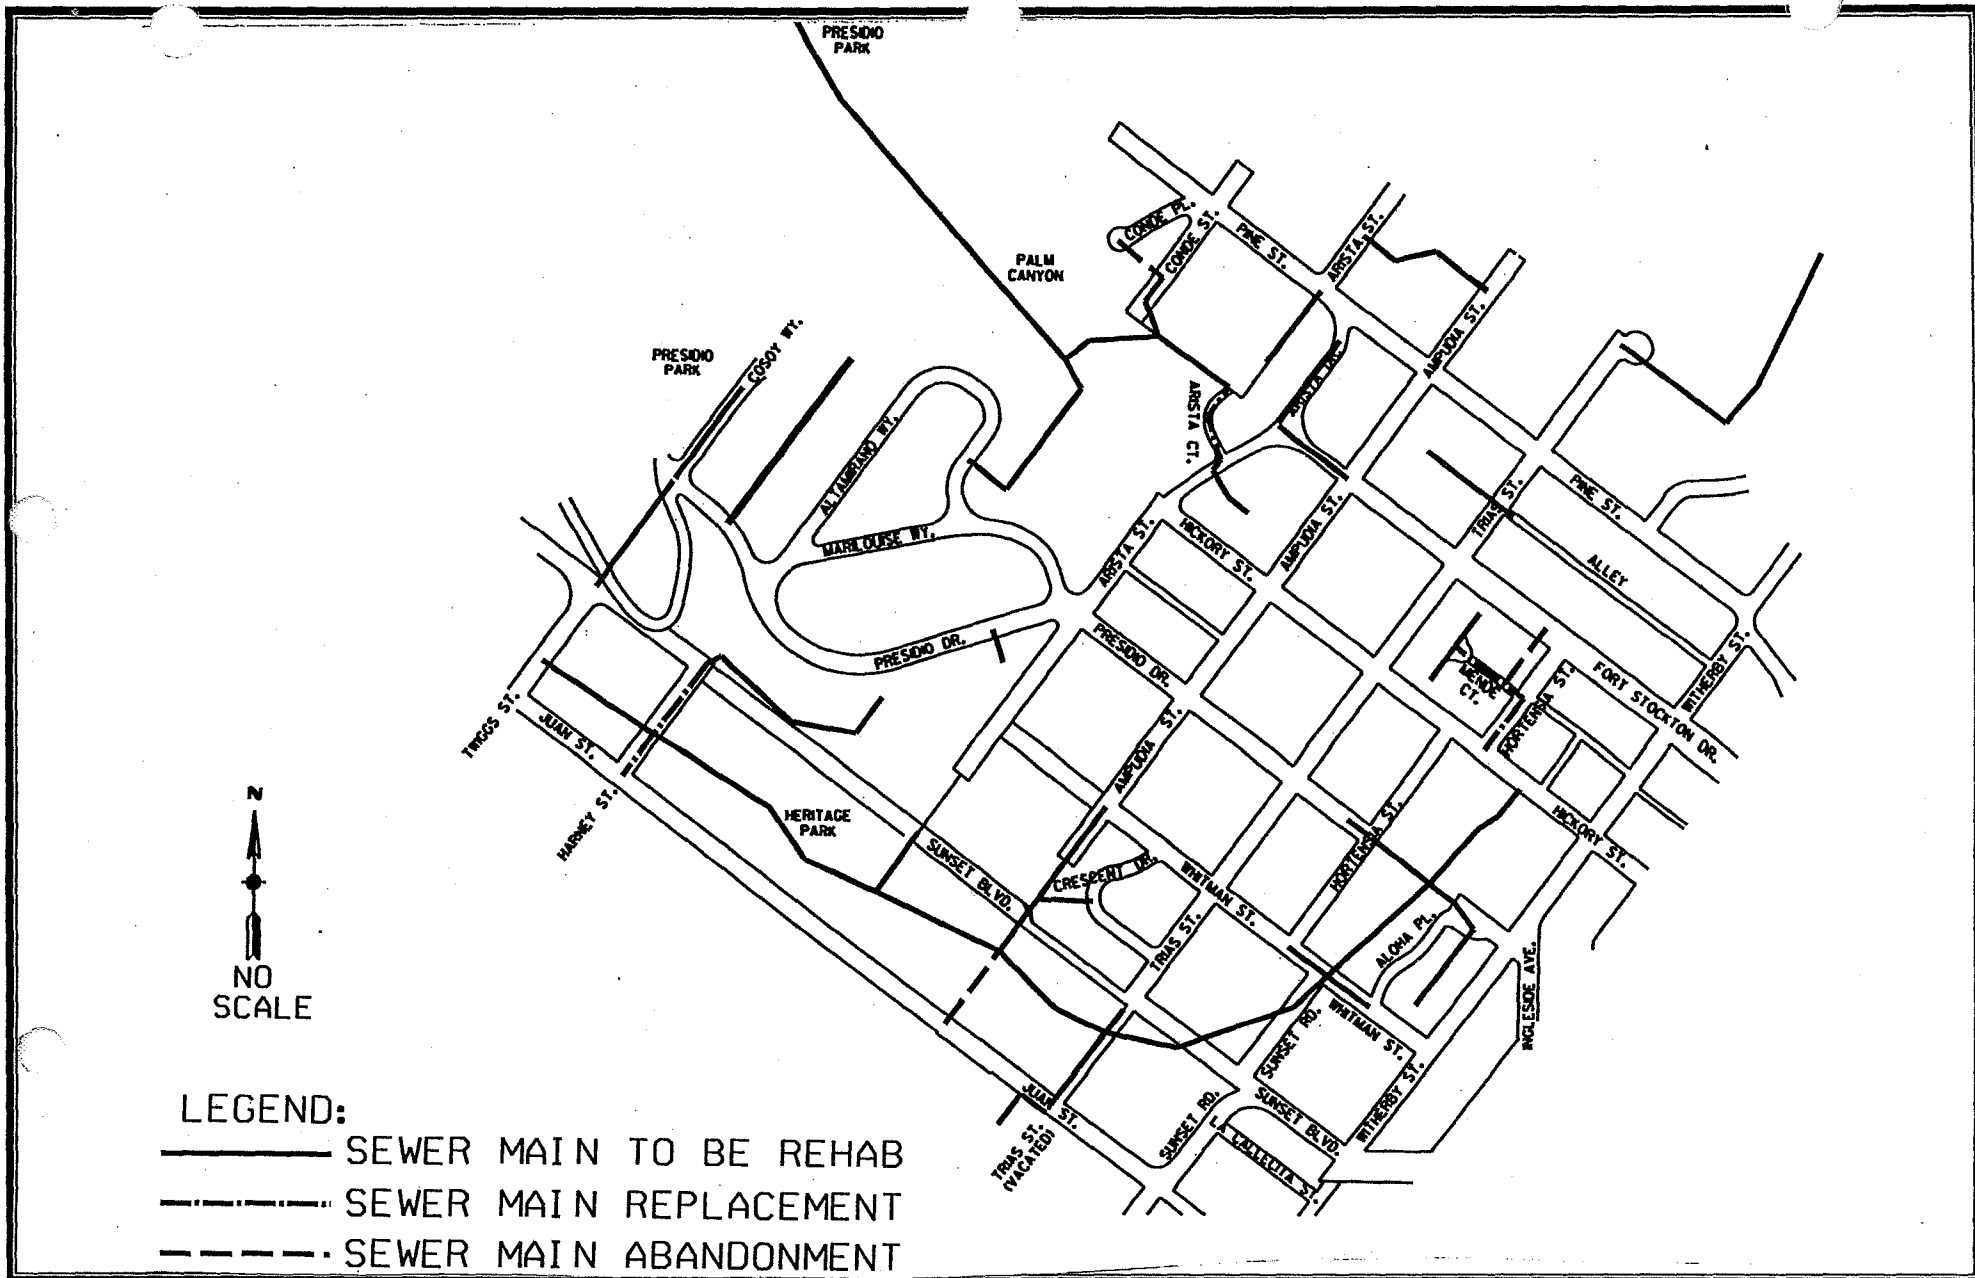 PRESIDIO
PARK
CONDE PL.
CONDE ST.
PINE ST.
ARISTA ST.
PALM
CANYON
AMPUDIA ST.
COSOY WY.
PRESIDIO
PARK
ARISTA DR.
ARISTA CT.
ALTAMIRANO WY.
MARILOUISE WY.
TRIAS ST.
PINE ST.
ALLEY
ARISTA ST.
HICKORY ST.
AMPUDIA ST.
PRESIDIO DR.
PRESIDIO DR.
MENDE
CT.
HORTENSIA ST.
FORT STOCKTON DR.
WITHERBY ST.
TWIGGS ST.
JUAN ST.
HARNEY ST.
AMPUDIA ST.
HERITAGE
PARK
SUNSET BLVD.
CRESCENT DR.
WHITMAN ST.
HORTENSIA ST.
HICKORY ST.
TRIAS ST.
ALOHA PL.
INGLESIDE AVE.
N
NO
SCALE
SUNSET RD.
WHITMAN ST.
WITHERBY ST.
JUAN ST.
TRIAS ST.
(VACATED)
SUNSET RD.
SUNSET BLVD.
LA CALLECITA ST.
LEGEND:
SEWER MAIN TO BE REHAB
SEWER MAIN REPLACEMENT
SEWER MAIN ABANDONMENT